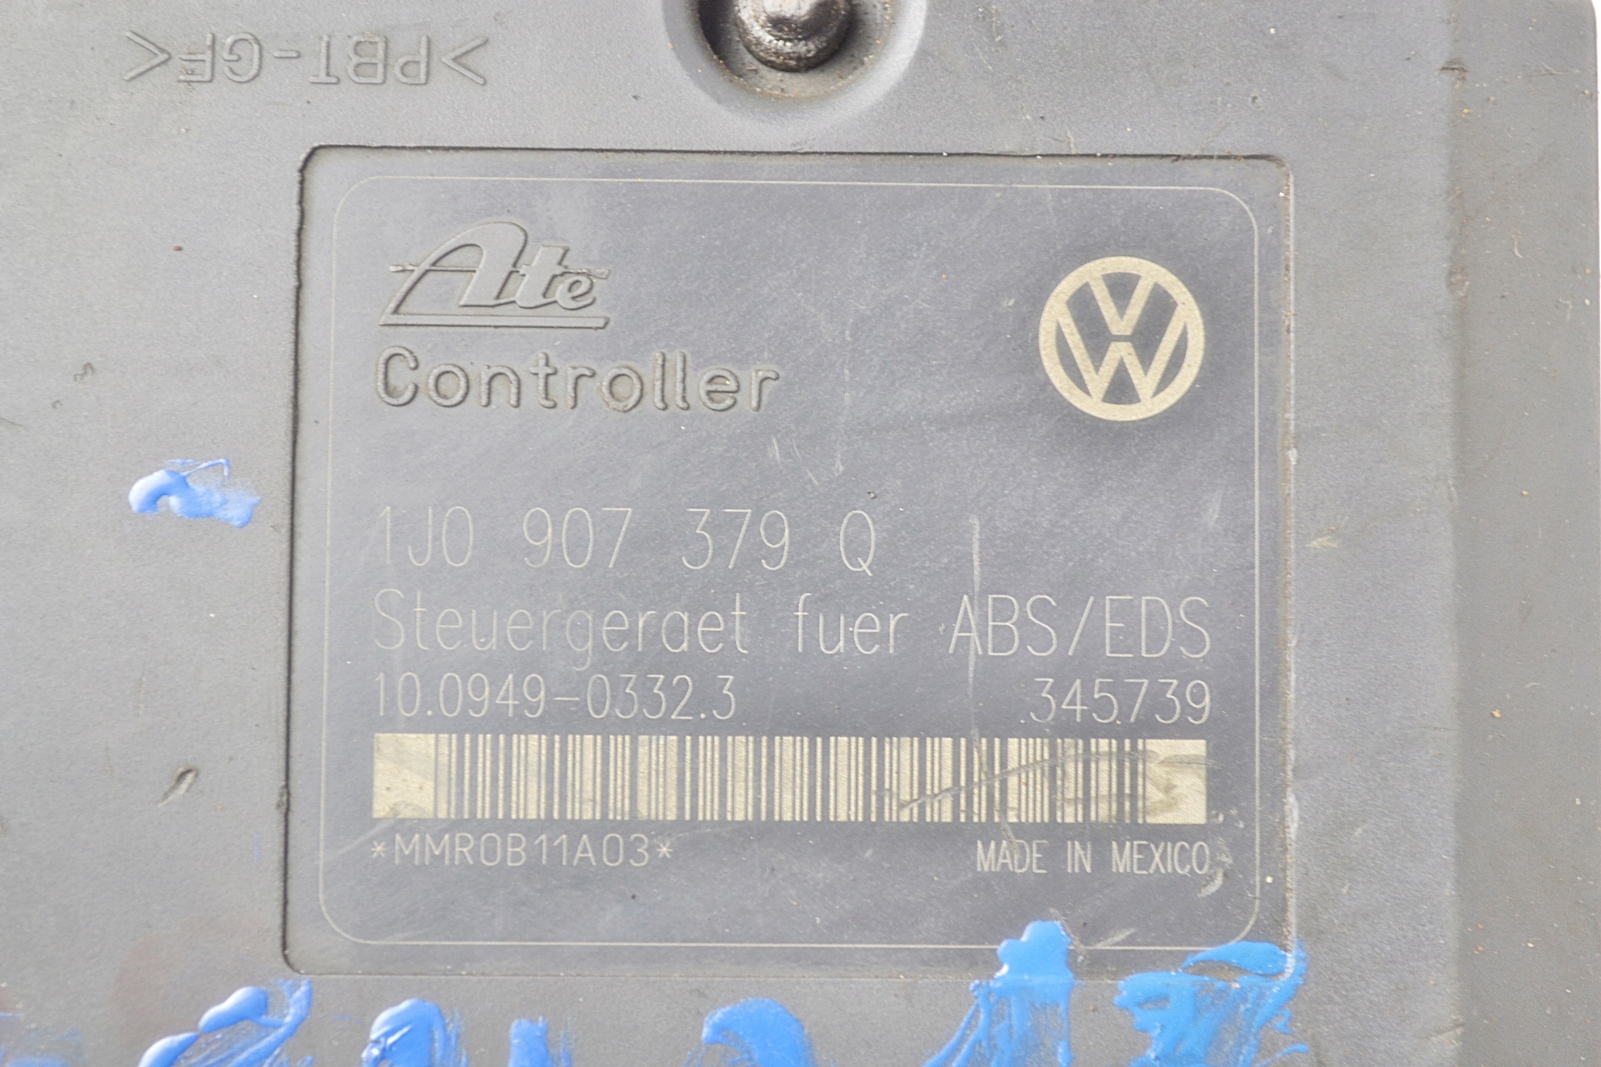 >PBT-GF<
Ate
Controller
1J0 907 379 Q
Steuergeraet fuer ABS/EDS
10.0949-0332.3 .345739
*MMR0B11A03*
MADE IN MEXICO